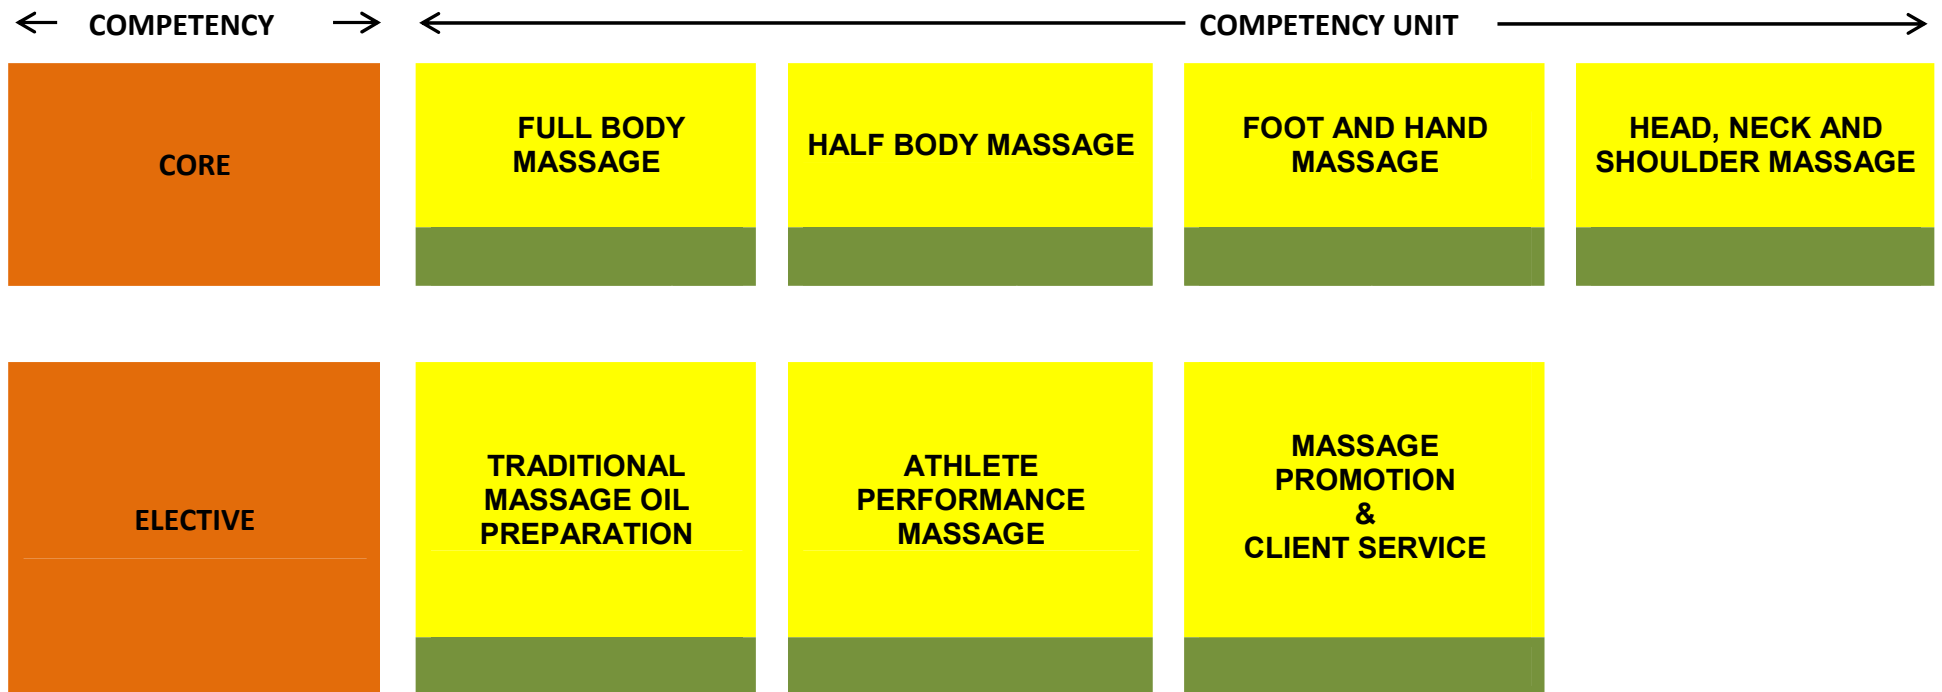 COMPETENCY
COMPETENCY UNIT
CORE
FULL BODY
MASSAGE
HALF BODY MASSAGE
FOOT AND HAND
MASSAGE
HEAD, NECK AND
SHOULDER MASSAGE
ELECTIVE
TRADITIONAL
MASSAGE OIL
PREPARATION
ATHLETE
PERFORMANCE
MASSAGE
MASSAGE
PROMOTION
&
CLIENT SERVICE